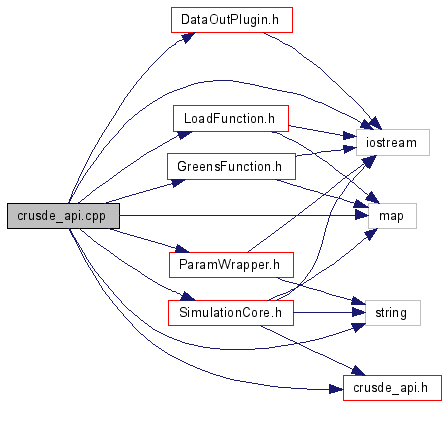 DataOutPlugin.h
LoadFunction.h
iostream
GreensFunction.h
crusde_api.cpp
map
ParamWrapper.h
SimulationCore.h
string
crusde_api.h